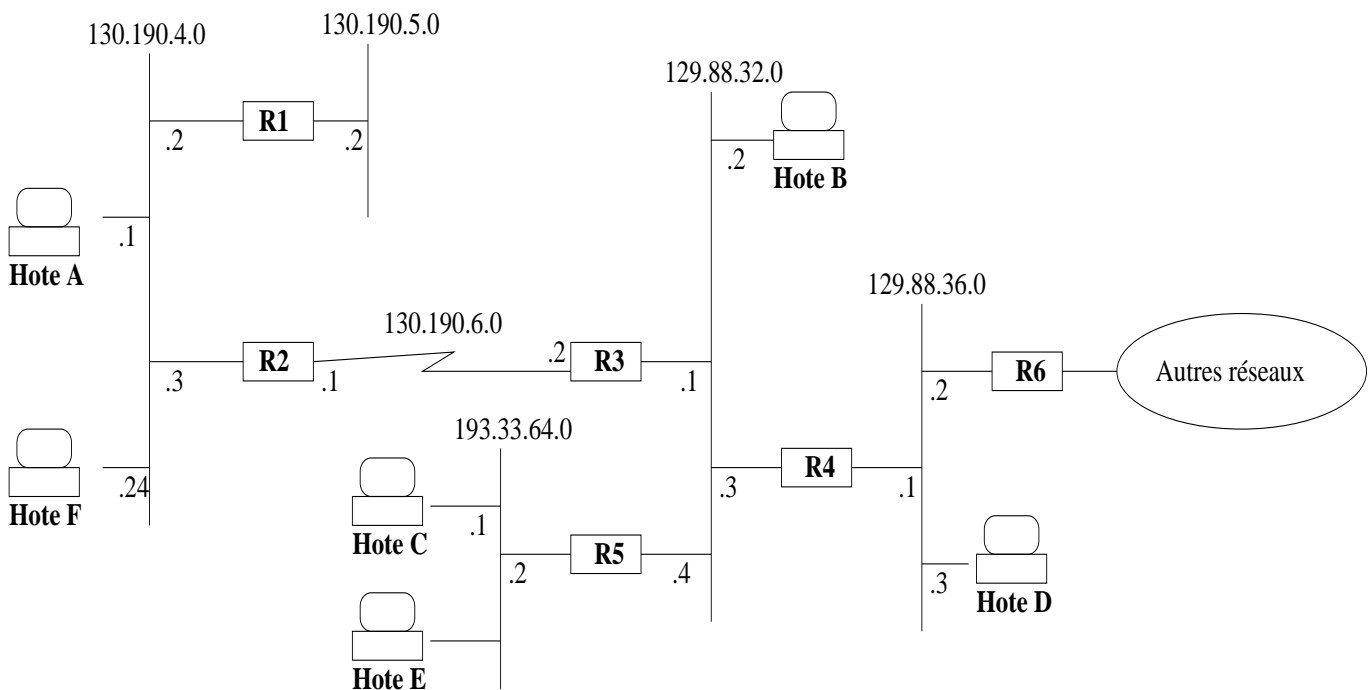 130.190.4.0
130.190.5.0
129.88.32.0
R1
.2
.2
.2
Hote B
.1
Hote A
129.88.36.0
130.190.6.0
R2
.2
R3
.3
.1
.1
R6
Autres réseaux
.2
193.33.64.0
R4
.24
.3
.1
Hote F
.1
Hote C
R5
.2
.4
.3
Hote D
Hote E